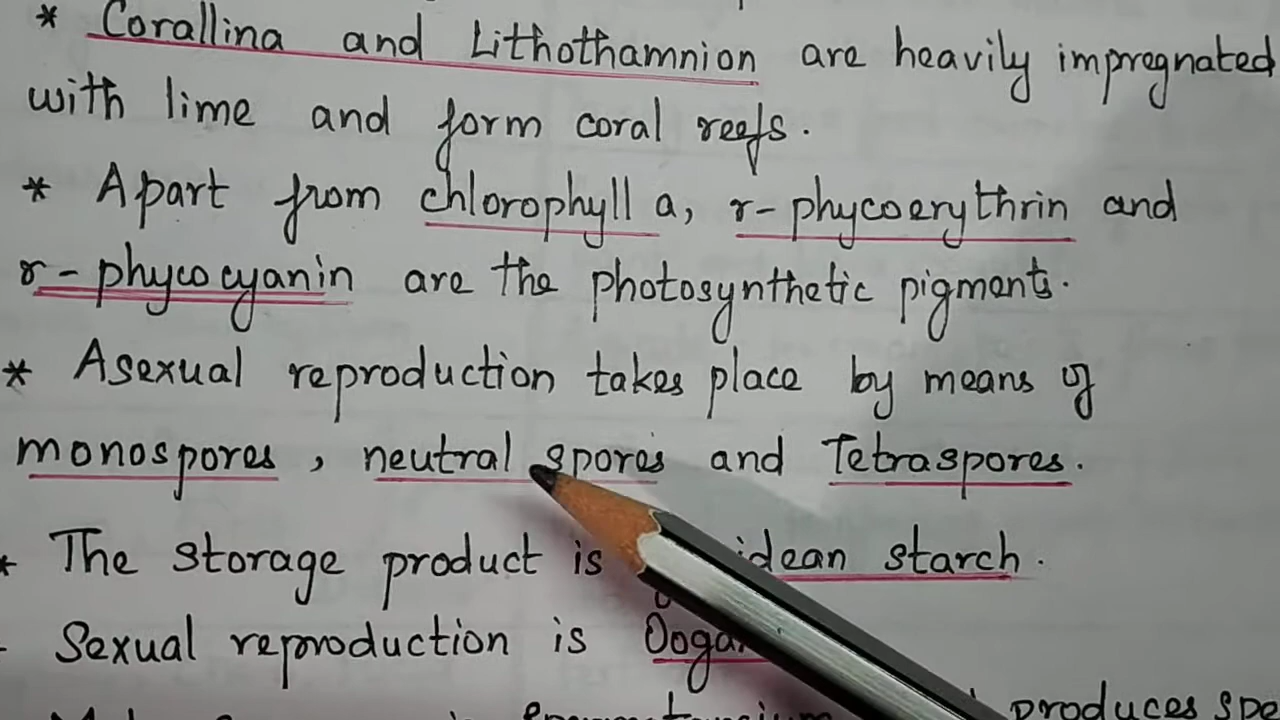 * Corallina and Lithothamnion are heavily impregnated
with lime and form coral reefs.
* Apart from chlorophyll a, r-phycoerythrin and
r-phycocyanin are the photosynthetic pigments.
* Asexual reproduction takes place by means of
monospores, neutral spores and Tetraspores.
* The storage product is starch.
Sexual reproduction is
produces